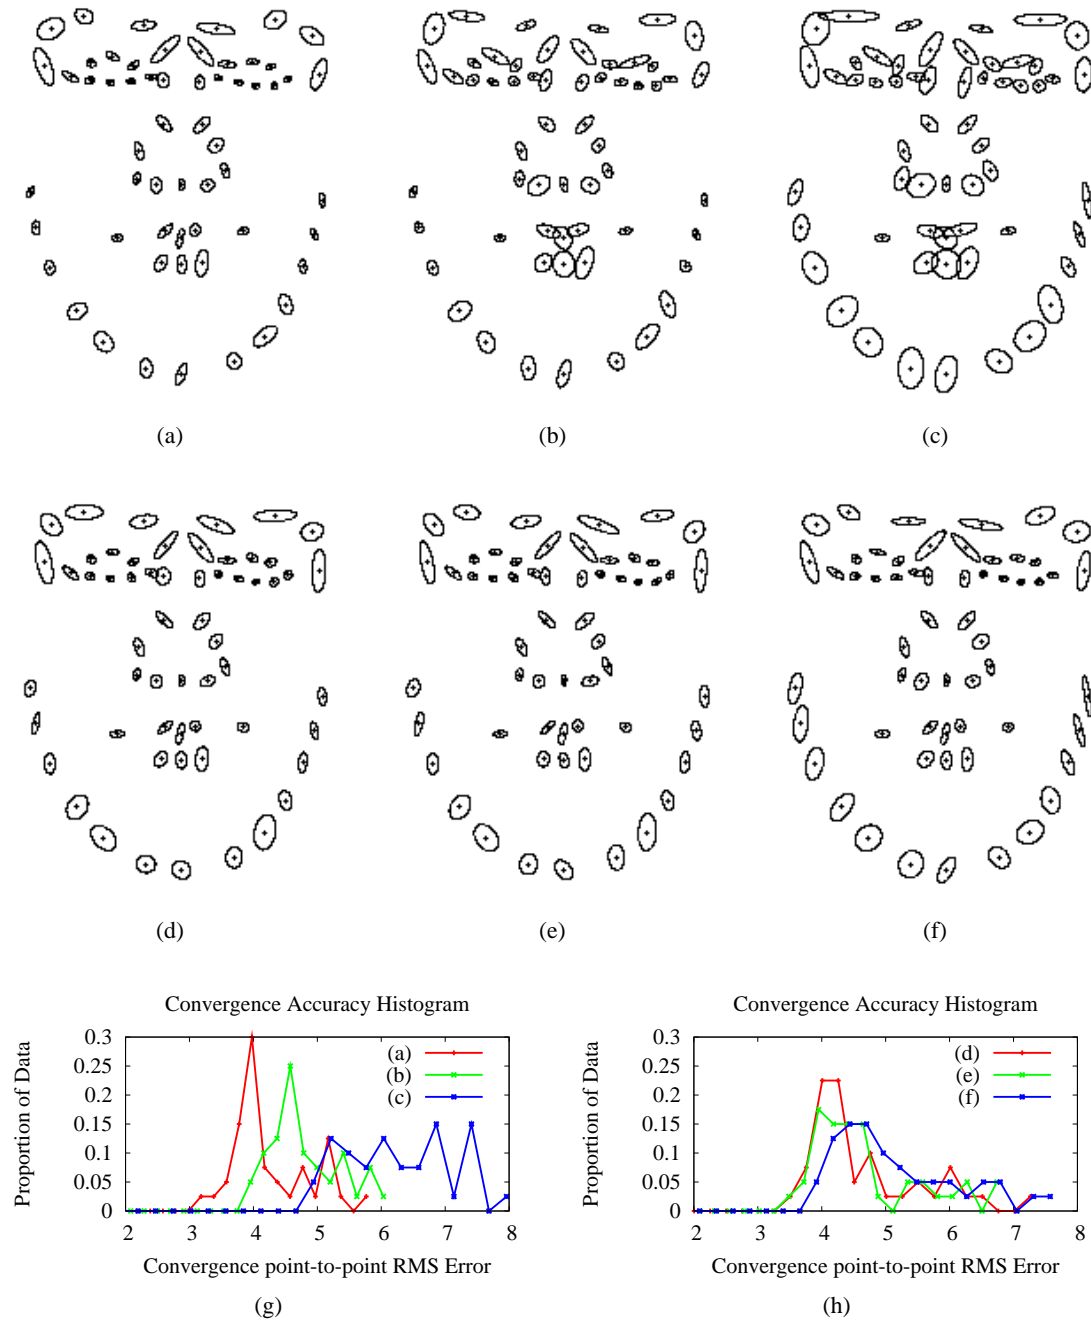 (a) (b) (c)
(d) (e) (f)
Convergence Accuracy Histogram
Proportion of Data
0.3
0.25
0.2
0.15
0.1
0.05
0
(a)
(b)
(c)
2 3 4 5 6 7 8
Convergence point-to-point RMS Error
(g)
Convergence Accuracy Histogram
Proportion of Data
0.3
0.25
0.2
0.15
0.1
0.05
0
(d)
(e)
(f)
2 3 4 5 6 7 8
Convergence point-to-point RMS Error
(h)